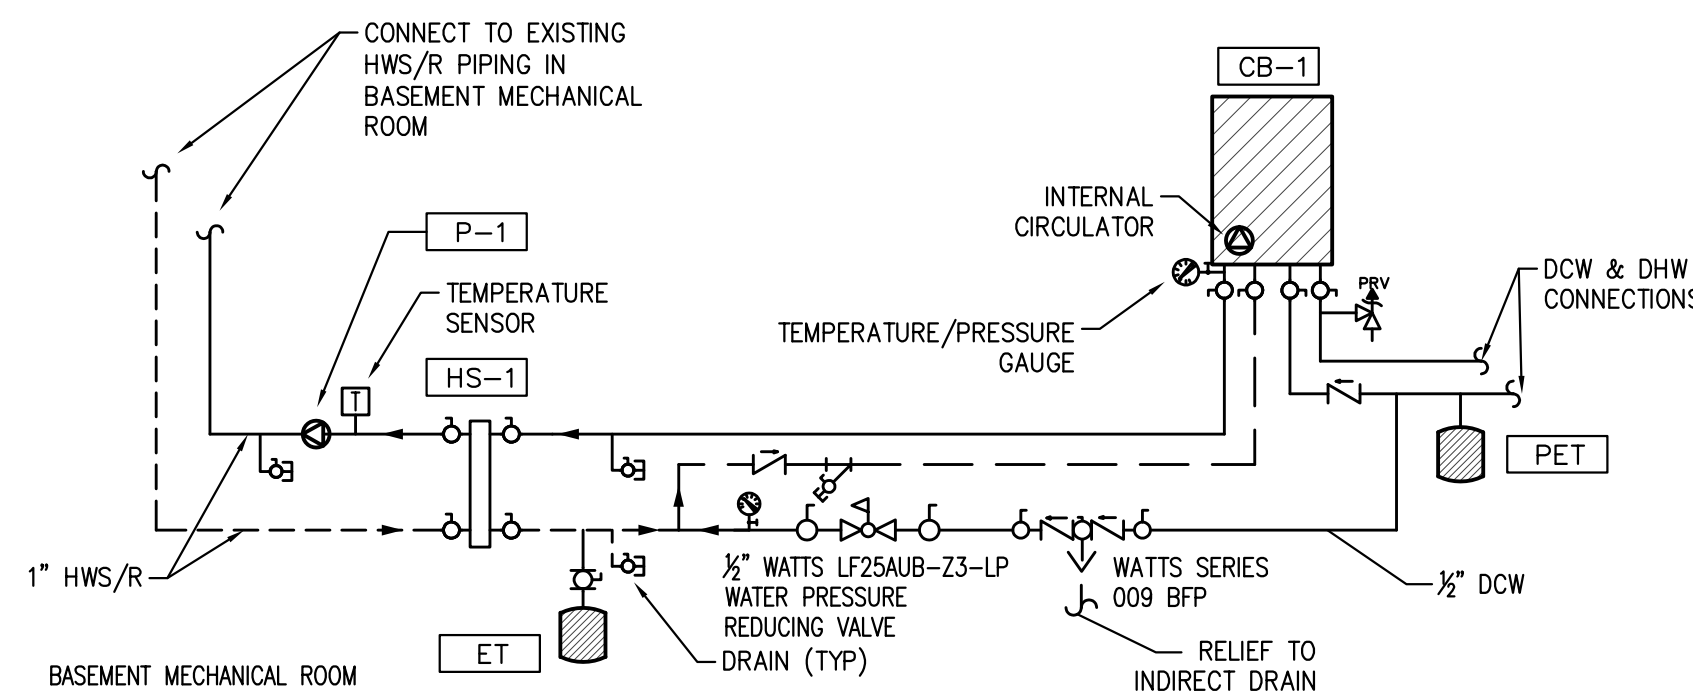 CONNECT TO EXISTING
HWS/R PIPING IN
BASEMENT MECHANICAL
ROOM
CB-1
INTERNAL
CIRCULATOR
P-1
TEMPERATURE
SENSOR
T
HS-1
TEMPERATURE/PRESSURE
GAUGE
PRV
DCW & DHW
CONNECTIONS
PET
1" HWS/R
½" WATTS LF25AUB-Z3-LP
WATER PRESSURE
REDUCING VALVE
WATTS SERIES
009 BFP
½" DCW
ET
DRAIN (TYP)
RELIEF TO
INDIRECT DRAIN
BASEMENT MECHANICAL ROOM